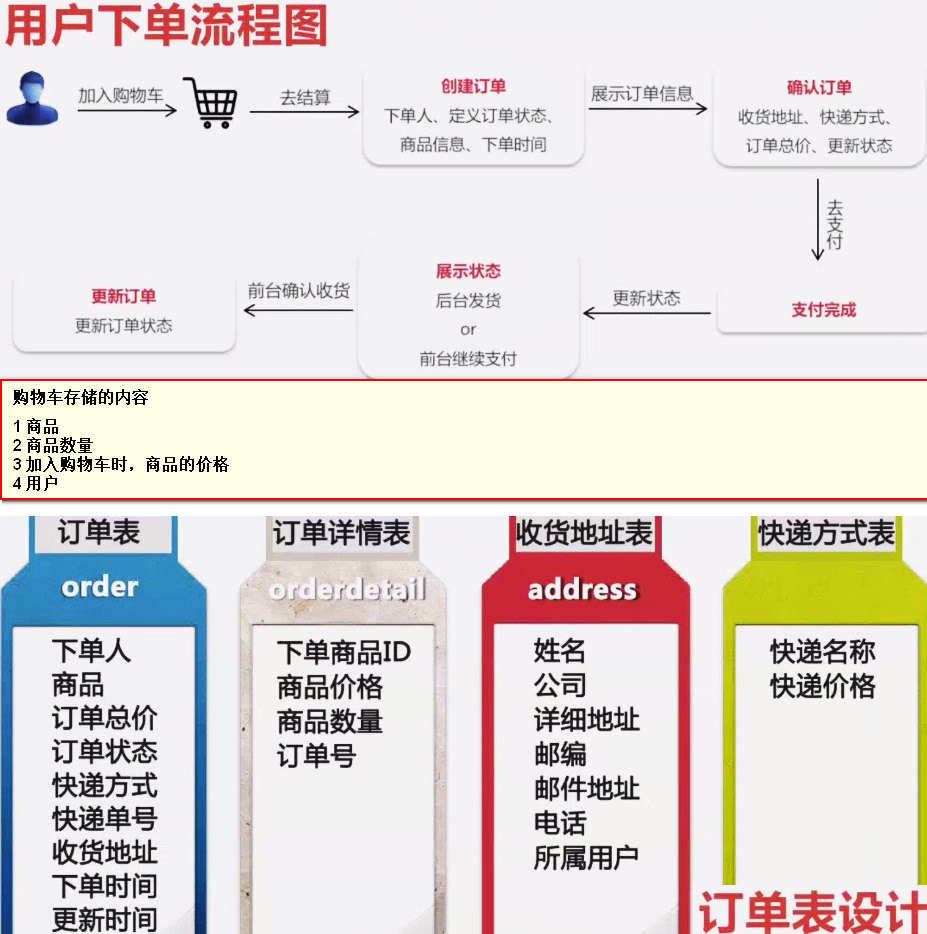 用户下单流程图
加入购物车
去结算
创建订单
下单人、定义订单状态、
商品信息、下单时间
展示订单信息
确认订单
收货地址、快递方式、
订单总价、更新状态
去支付
支付完成
更新状态
展示状态
后台发货
or
前台继续支付
前台确认收货
更新订单
更新订单状态
购物车存储的内容
1 商品
2 商品数量
3 加入购物车时，商品的价格
4 用户
订单表
order
下单人
商品
订单总价
订单状态
快递方式
快递单号
收货地址
下单时间
更新时间
订单详情表
orderdetail
下单商品ID
商品价格
商品数量
订单号
收货地址表
address
姓名
公司
详细地址
邮编
邮件地址
电话
所属用户
快递方式表
快递名称
快递价格
订单表设计